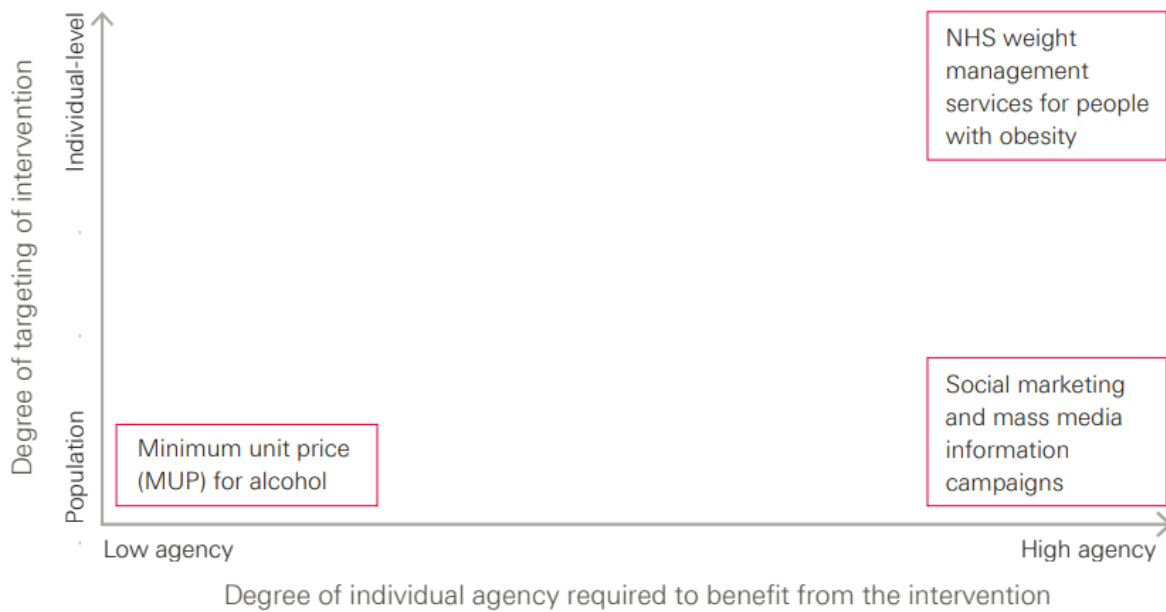 Degree of targeting of intervention
Individual-level
Population
NHS weight
management
services for people
with obesity
Minimum unit price
(MUP) for alcohol
Social marketing
and mass media
information
campaigns
Low agency
High agency
Degree of individual agency required to benefit from the intervention